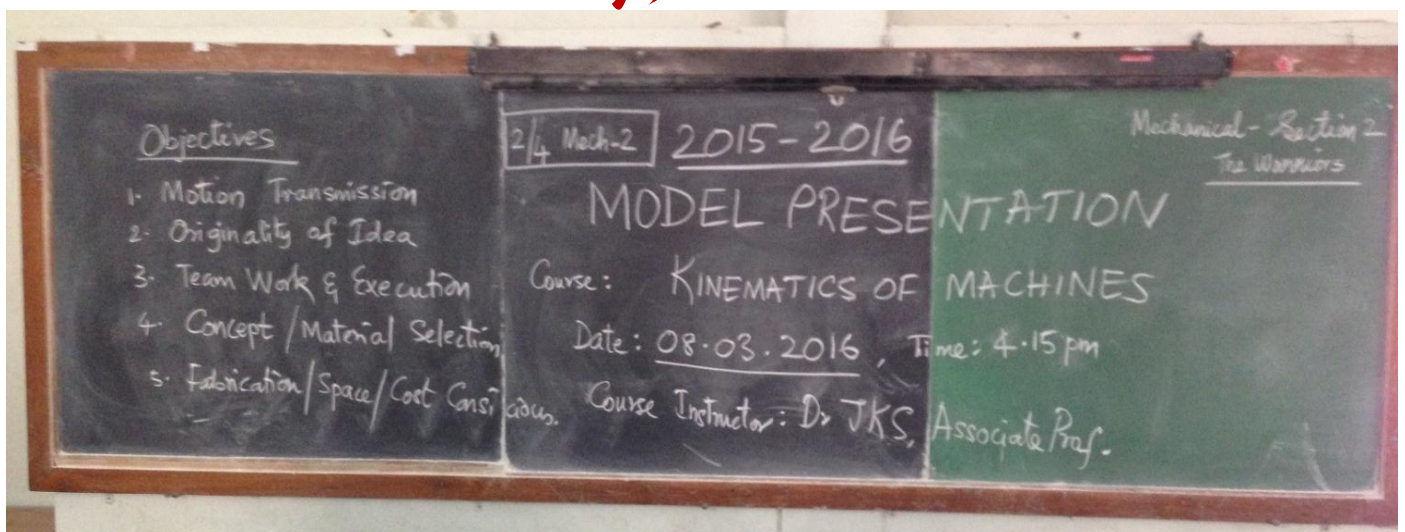 Objectives
1. Motion Transmission
2. Originality of Idea
3. Team Work & Execution
4. Concept / Material Selection
5. Fabrication/Space/Cost
2/4 Mech-2
2015-2016
MODEL PRESENTATION
Course: KINEMATICS OF MACHINES
Date: 08.03.2016, Time: 4.15 pm
Course Instructor: Dr JKS, Associate Prof.
Mechanical - Section 2
The Warriors